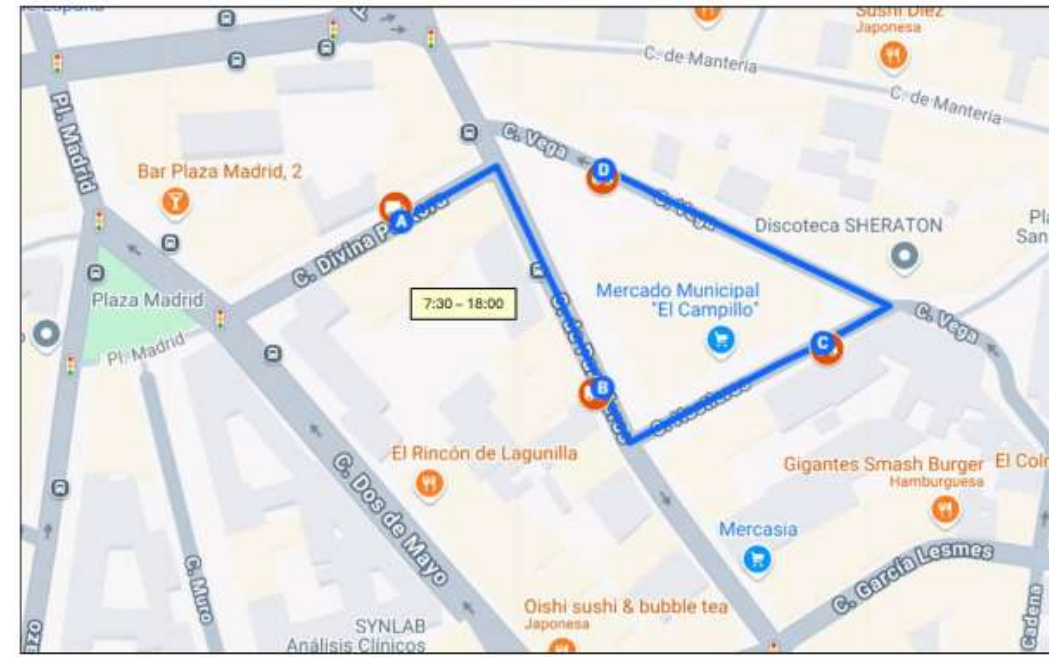 Sushi Diez
Japonesa
C. de Mantería
C. de Mantería
Pl. Madrid
C. Vega
D
Bar Plaza Madrid, 2
C. Vega
A
C. Divina
Discoteca SHERATON
Plaza Madrid
7:30 – 18:00
Mercado Municipal
"El Campillo"
C
C. Vega
Pl. Madrid
B
El Rincón de Lagunilla
Gigantes Smash Burger
Hamburguesa
C. Dos de Mayo
Mercasia
C. García Lesmes
C. Muro
Oishi sushi & bubble tea
Japonesa
SYNLAB
Análisis Clínicos
Cadena